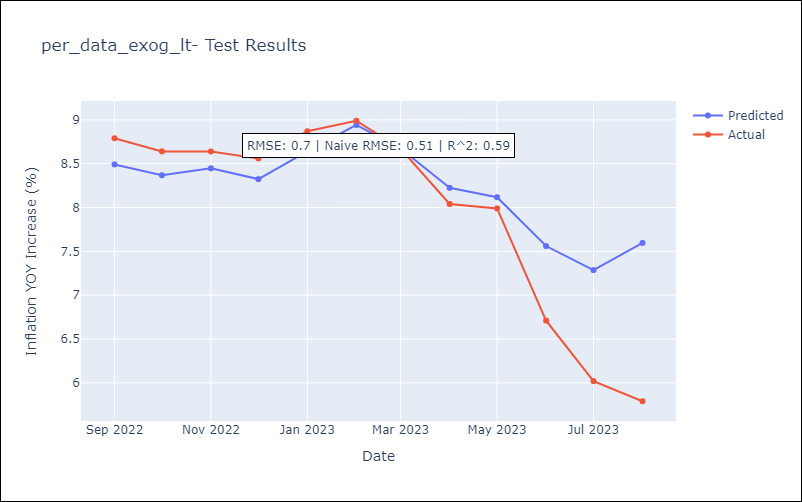 per_data_exog_lt- Test Results
Predicted
Actual
RMSE: 0.7 | Naive RMSE: 0.51 | R^2: 0.59
9
8.5
8
7.5
7
6.5
6
Inflation YOY Increase (%)
Sep 2022
Nov 2022
Jan 2023
Mar 2023
May 2023
Jul 2023
Date